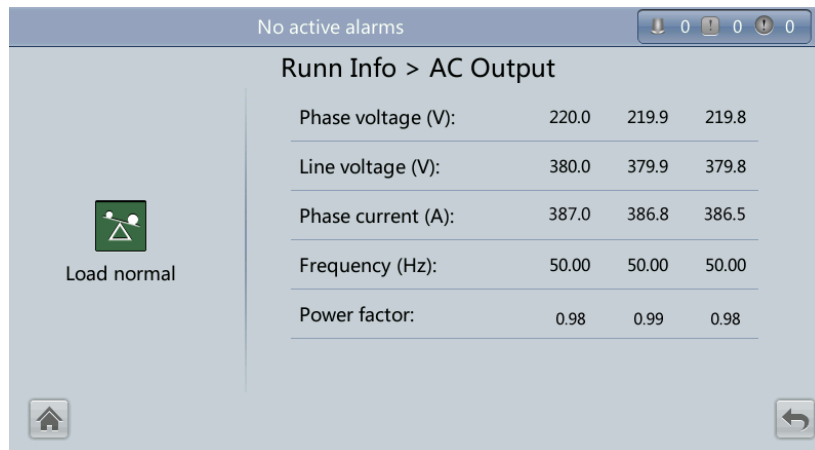 No active alarms
0 0 0
Runn Info > AC Output
Phase voltage (V): 220.0 219.9 219.8
Line voltage (V): 380.0 379.9 379.8
Phase current (A): 387.0 386.8 386.5
Load normal
Frequency (Hz): 50.00 50.00 50.00
Power factor: 0.98 0.99 0.98